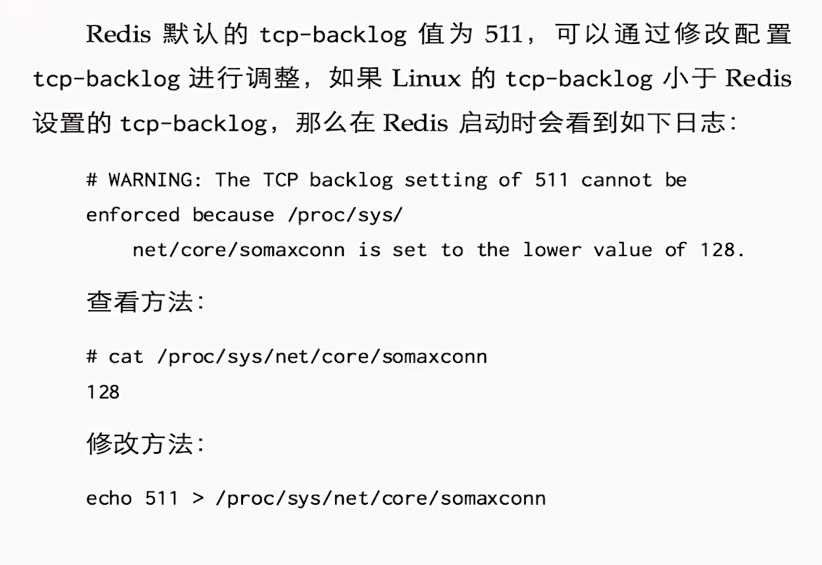 Redis 默认的 tcp-backlog 值为 511，可以通过修改配置
tcp-backlog 进行调整，如果 Linux 的 tcp-backlog 小于 Redis
设置的 tcp-backlog，那么在 Redis 启动时会看到如下日志：
# WARNING: The TCP backlog setting of 511 cannot be
enforced because /proc/sys/
net/core/somaxconn is set to the lower value of 128.
查看方法：
# cat /proc/sys/net/core/somaxconn
128
修改方法：
echo 511 > /proc/sys/net/core/somaxconn